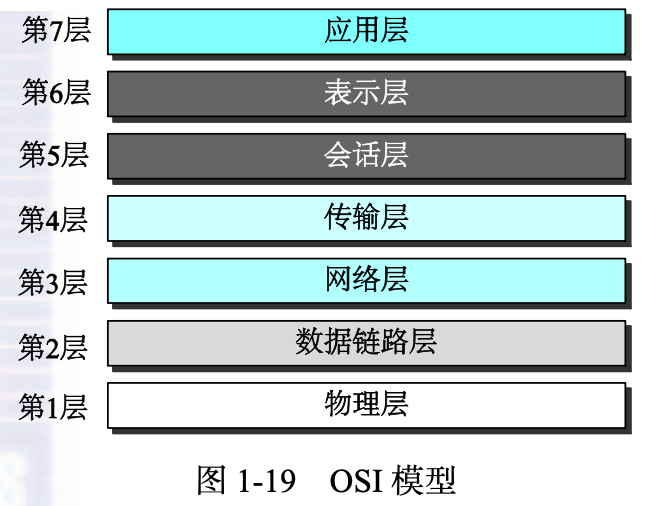 第7层 应用层
第6层 表示层
第5层 会话层
第4层 传输层
第3层 网络层
第2层 数据链路层
第1层 物理层
图 1-19 OSI 模型